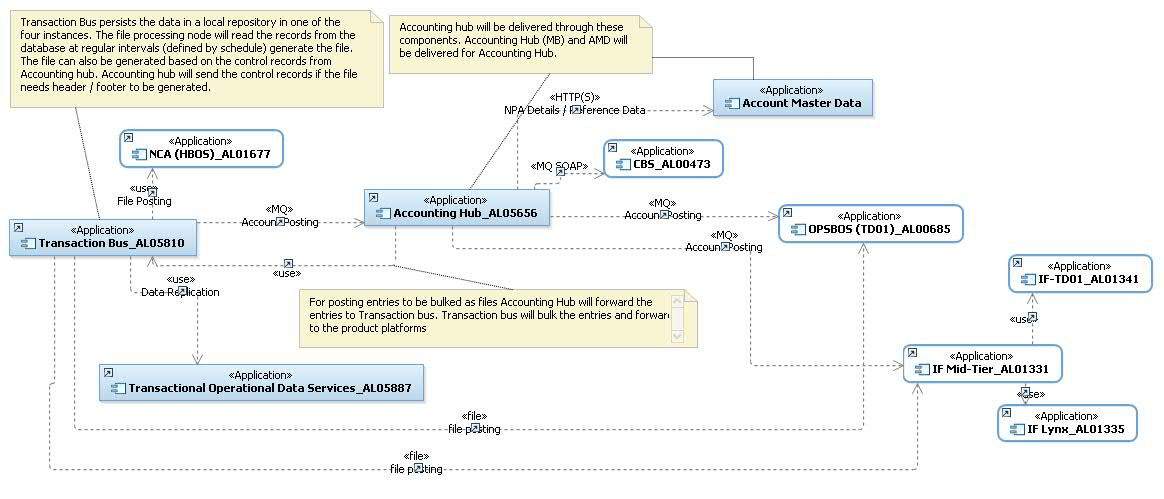 Transaction Bus persists the data in a local repository in one of the
four instances. The file processing node will read the records from the
database at regular intervals (defined by schedule) generate the file.
The file can also be generated based on the control records from
Accounting hub. Accounting hub will send the control records if the file
needs header / footer to be generated.
Accounting hub will be delivered through these
components. Accounting Hub (MB) and AMD will
be delivered for Accounting Hub.
«HTTP(S)»
NPA Details / Reference Data
«Application»
Account Master Data
«Application»
NCA (HBOS)_AL01677
«use»
File Posting
«MQ SOAP»
«Application»
CBS_AL00473
«Application»
Transaction Bus_AL05810
«MQ»
Account Posting
«Application»
Accounting Hub_AL05656
«MQ»
Account Posting
«Application»
OPSBOS (TD01)_AL00685
«MQ»
Account Posting
«use»
«use»
Data Replication
For posting entries to be bulked as files Accounting Hub will forward the
entries to Transaction bus. Transaction bus will bulk the entries and forward
to the product platforms
«Application»
IF-TD01_AL01341
«use»
«Application»
Transactional Operational Data Services_AL05887
«Application»
IF Mid-Tier_AL01331
«use»
«Application»
IF Lynx_AL01335
«file»
file posting
«file»
file posting